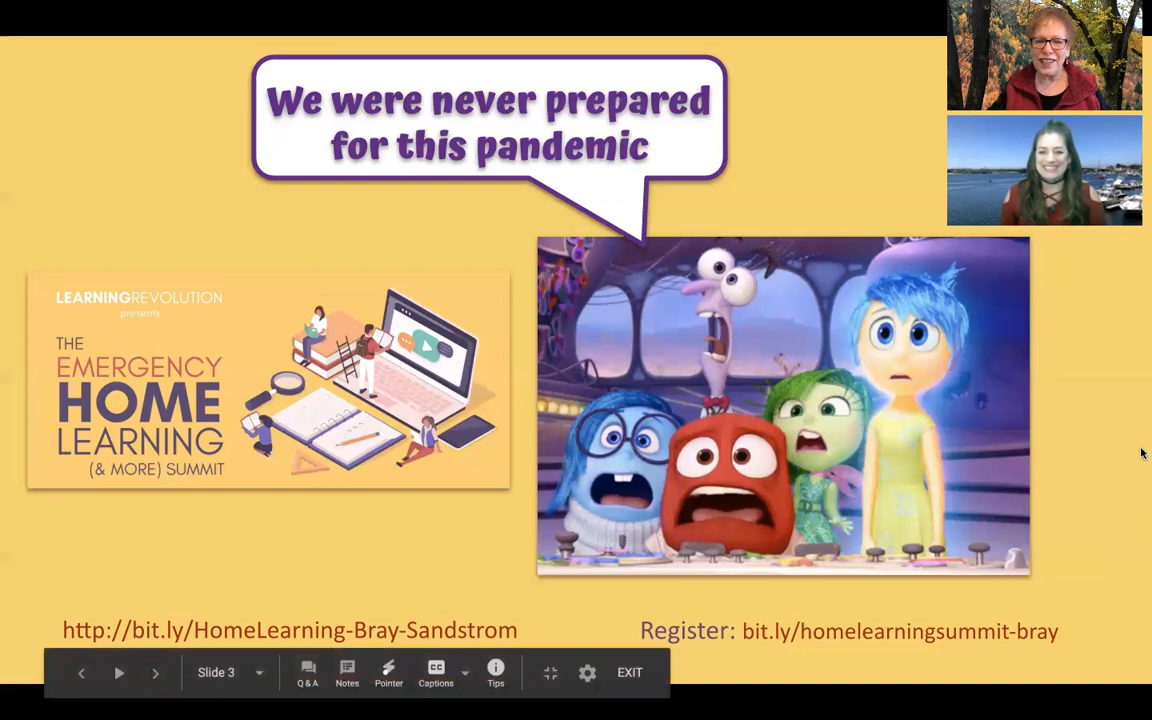 We were never prepared
for this pandemic
LEARNINGREVOLUTION
presents
THE
EMERGENCY
HOME
LEARNING
(& MORE) SUMMIT
http://bit.ly/HomeLearning-Bray-Sandstrom
Register: bit.ly/homelearningsummit-bray
Slide 3
Q & A
Notes
Pointer
CC
Captions
Tips
EXIT